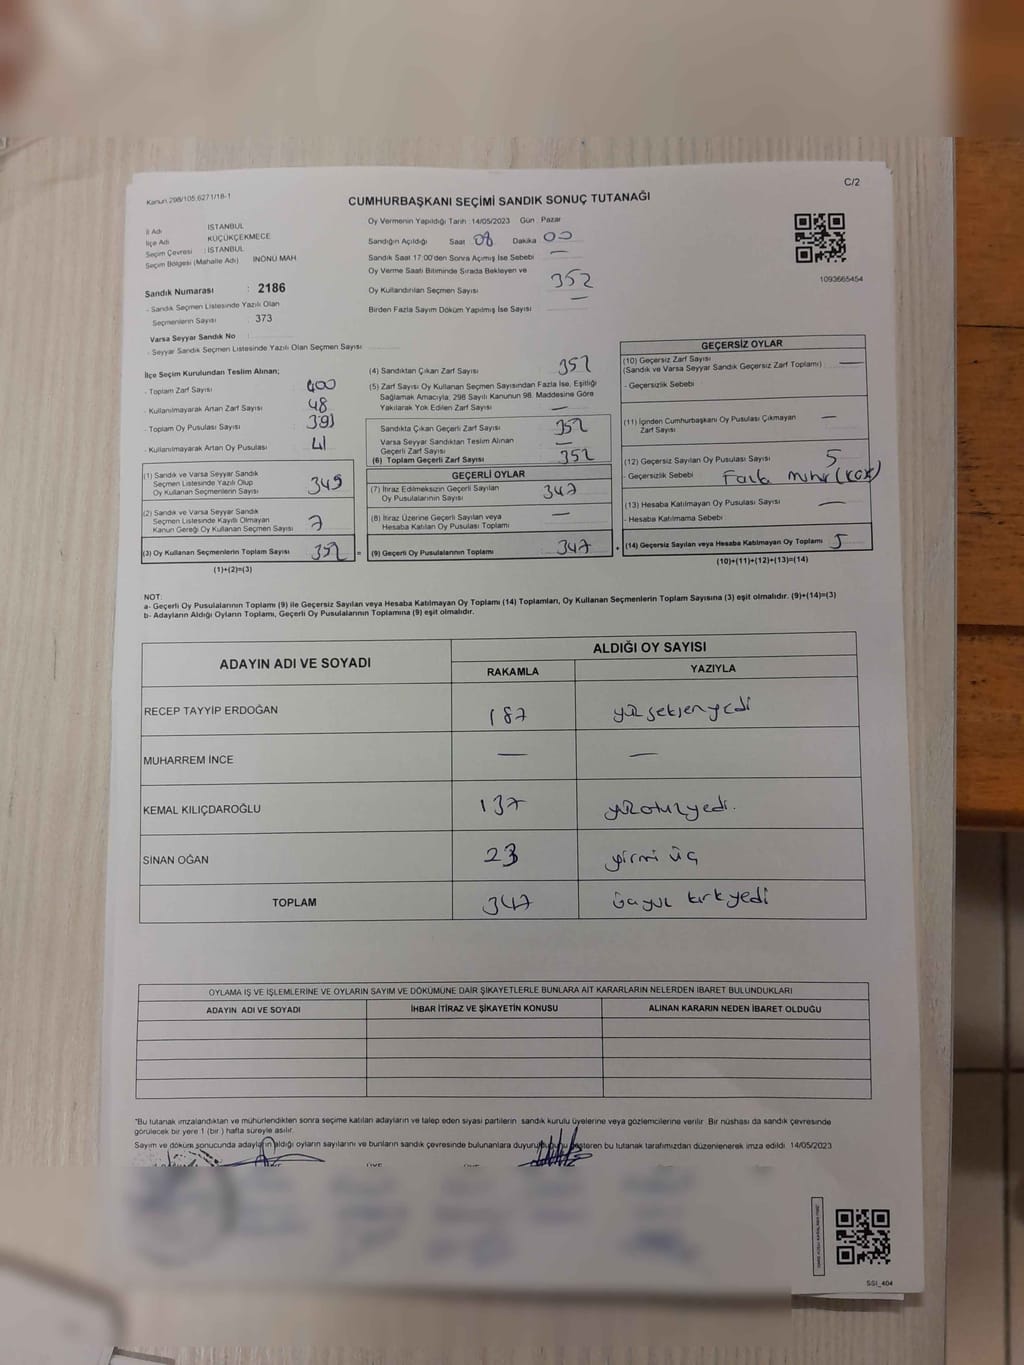 Kanun 298/105.6271/18-1
C/2
CUMHURBAŞKANI SEÇİMİ SANDIK SONUÇ TUTANAĞI
İl Adı İSTANBUL
İlçe Adı KÜÇÜKÇEKMECE
Seçim Çevresi : İSTANBUL
Seçim Bölgesi (Mahalle Adı) İNÖNÜ MAH
Sandık Numarası : 2186
- Sandık Seçmen Listesinde Yazılı Olan
Seçmenlerin Sayısı : 373
Varsa Seyyar Sandık No :
- Seyyar Sandık Seçmen Listesinde Yazılı Olan Seçmen Sayısı
Oy Vermenin Yapıldığı Tarih 14/05/2023 Gün Pazar
Sandığın Açıldığı Saat 08 Dakika 00
Sandık Saat 17:00'den Sonra Açımış İse Sebebi —
Oy Verme Saati Bitiminde Sırada Bekleyen ve
Oy Kullandırılan Seçmen Sayısı 352
Birden Fazla Sayım Döküm Yapılmış İse Sayısı —
1093665454
İlçe Seçim Kurulundan Teslim Alınan;
- Toplam Zarf Sayısı 400
- Kullanılmayarak Artan Zarf Sayısı 48
- Toplam Oy Pusulası Sayısı 393
- Kullanılmayarak Artan Oy Pusulası 41
(1) Sandık ve Varsa Seyyar Sandık
Seçmen Listesinde Yazılı Olup
Oy Kullanan Seçmenlerin Sayısı 345
(2) Sandık ve Varsa Seyyar Sandık
Seçmen Listesinde Kayıtlı Olmayan
Kanun Gereği Oy Kullanan Seçmen Sayısı 7
(3) Oy Kullanan Seçmenlerin Toplam Sayısı 352 =
(1)+(2)=(3)
(4) Sandıktan Çıkan Zarf Sayısı 352
(5) Zarf Sayısı Oy Kullanan Seçmen Sayısından Fazla İse, Eşitliği
Sağlamak Amacıyla, 298 Sayılı Kanunun 98. Maddesine Göre
Yakılarak Yok Edilen Zarf Sayısı —
Sandıkta Çıkan Geçerli Zarf Sayısı 352
Varsa Seyyar Sandıktan Teslim Alınan
Geçerli Zarf Sayısı —
(6) Toplam Geçerli Zarf Sayısı 352
GEÇERLİ OYLAR
(7) İtiraz Edilmeksizin Geçerli Sayılan
Oy Pusulalarının Sayısı 347
(8) İtiraz Üzerine Geçerli Sayılan veya
Hesaba Katılan Oy Pusulası Toplamı —
(9) Geçerli Oy Pusulalarının Toplamı 347 +
GEÇERSİZ OYLAR
(10) Geçersiz Zarf Sayısı
(Sandık ve Varsa Seyyar Sandık Geçersiz Zarf Toplamı) —
- Geçersizlik Sebebi
(11) İçinden Cumhurbaşkanı Oy Pusulası Çıkmayan
Zarf Sayısı —
(12) Geçersiz Sayılan Oy Pusulası Sayısı 5
- Geçersizlik Sebebi Fazla mühür
(13) Hesaba Katılmayan Oy Pusulası Sayısı —
- Hesaba Katılmama Sebebi
(14) Geçersiz Sayılan veya Hesaba Katılmayan Oy Toplamı 5
(10)+(11)+(12)+(13)=(14)
NOT:
a- Geçerli Oy Pusulalarının Toplamı (9) ile Geçersiz Sayılan veya Hesaba Katılmayan Oy Toplamı (14) Toplamları, Oy Kullanan Seçmenlerin Toplam Sayısına (3) eşit olmalıdır. (9)+(14)=(3)
b- Adayların Aldığı Oyların Toplamı, Geçerli Oy Pusulalarının Toplamına (9) eşit olmalıdır.
ADAYIN ADI VE SOYADI
ALDIĞI OY SAYISI
RAKAMLA YAZIYLA
RECEP TAYYİP ERDOĞAN 187 yüzseksenyedi
MUHARREM İNCE — —
KEMAL KILIÇDAROĞLU 137 yüzotuzyedi.
SİNAN OĞAN 23 yirmi üç
TOPLAM 347 üçyüz kırkyedi
OYLAMA İŞ VE İŞLEMLERİNE VE OYLARIN SAYIM VE DÖKÜMÜNE DAİR ŞİKAYETLERLE BUNLARA AİT KARARLARIN NELERDEN İBARET BULUNDUKLARI
ADAYIN ADI VE SOYADI İHBAR İTİRAZ VE ŞİKAYETİN KONUSU ALINAN KARARIN NEDEN İBARET OLDUĞU
*Bu tutanak imzalandıktan ve mühürlendikten sonra seçime katılan adayların ve talep eden siyasi partilerin sandık kurulu üyelerine veya gözlemcilerine verilir. Bir nüshası da sandık çevresinde
görülecek bir yere 1 (bir ) hafta süreyle asılır.
Sayım ve döküm sonucunda adayların aldığı oyların sayılarını ve bunların sandık çevresinde bulunanlara duyurulduğunu gösteren bu tutanak tarafımızdan düzenlenerek imza edildi. 14/05/2023
SSI_404